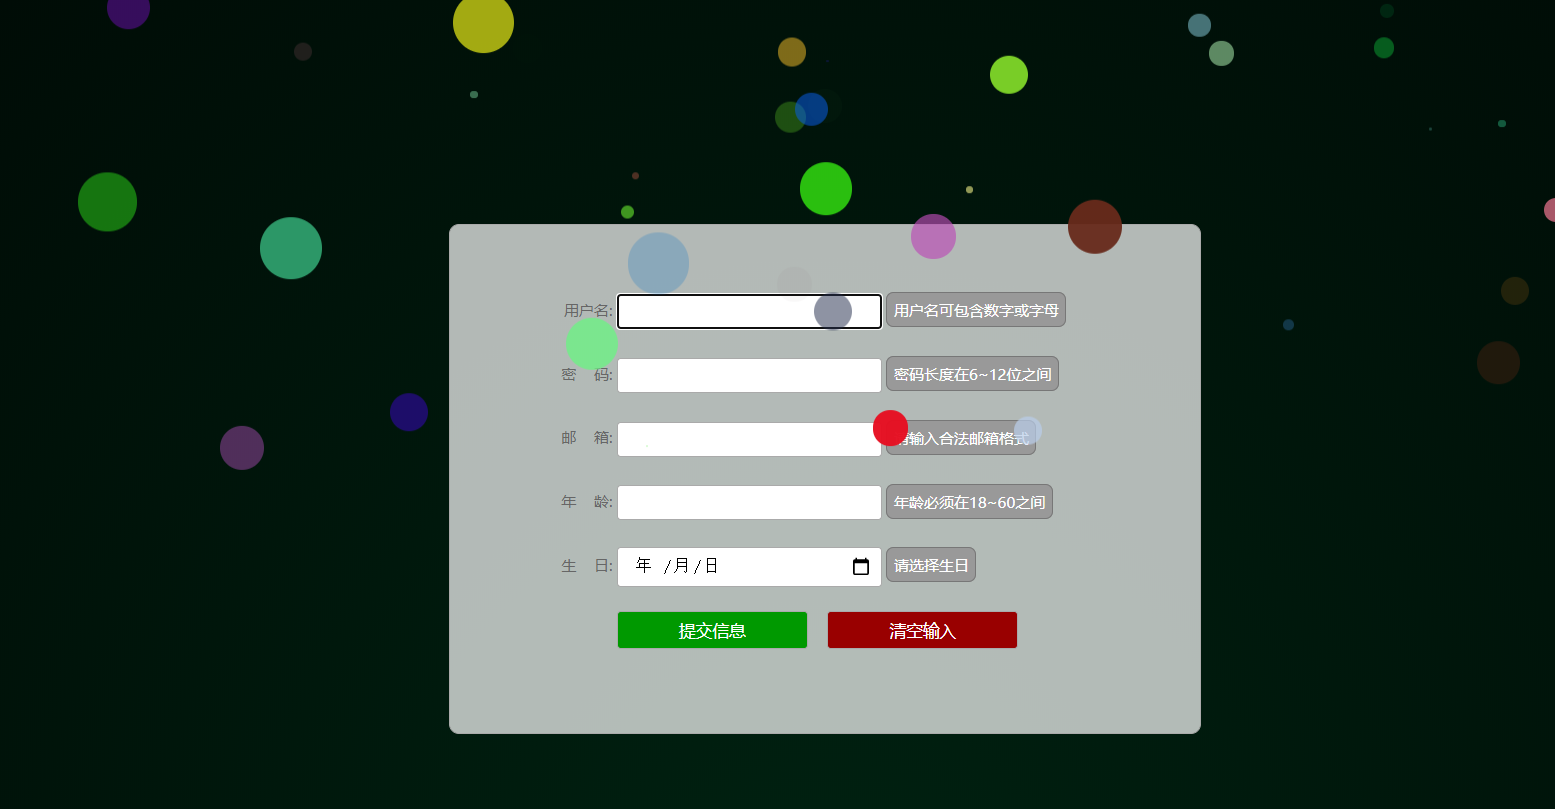 用户名: 用户名可包含数字或字母
密 码: 密码长度在6~12位之间
邮 箱: 请输入合法邮箱格式
年 龄: 年龄必须在18~60之间
生 日: 年 /月/日 请选择生日
提交信息 清空输入